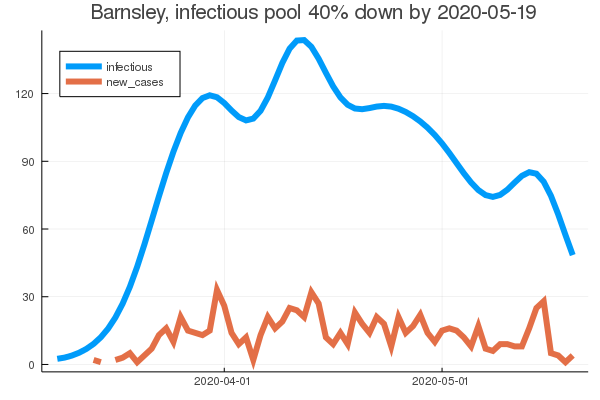 Barnsley, infectious pool 40% down by 2020-05-19
infectious
new_cases
120
90
60
30
0
2020-04-01
2020-05-01